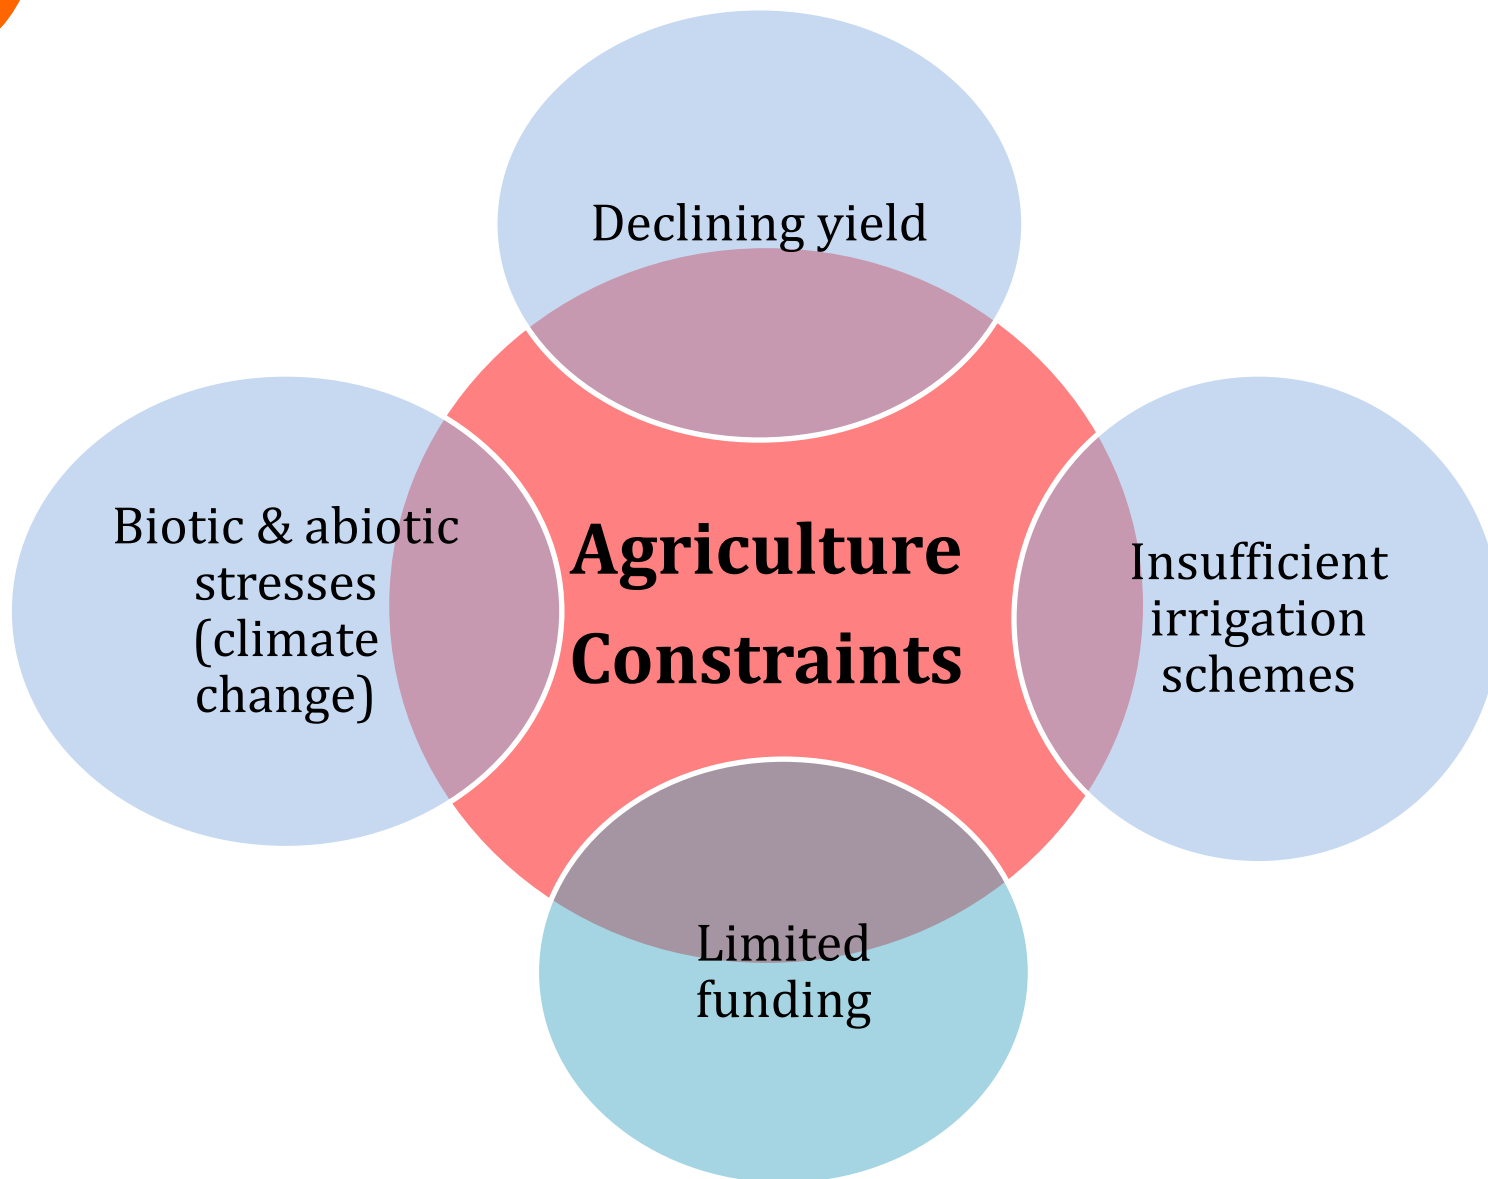 Declining yield
Biotic & abiotic
stresses
(climate
change)
Agriculture
Constraints
Insufficient
irrigation
schemes
Limited
funding